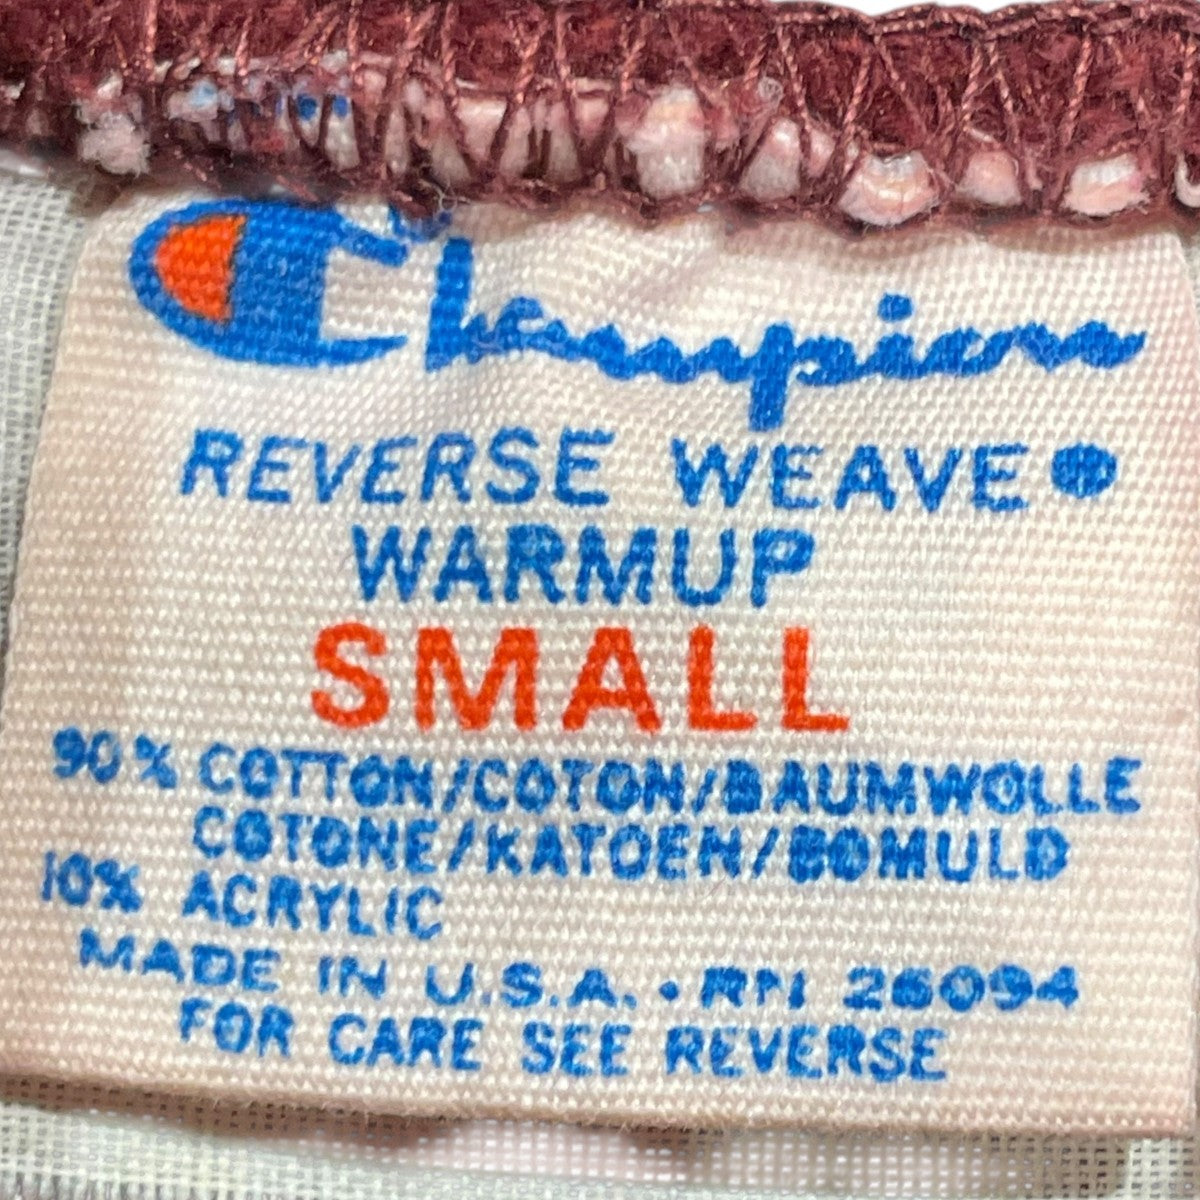 Champion
REVERSE WEAVE®
WARMUP
SMALL
90% COTTON/COTON/BAUMWOLLE
COTONE/KATOEN/BOMULD
10% ACRYLIC
MADE IN U.S.A. • RN 26094
FOR CARE SEE REVERSE